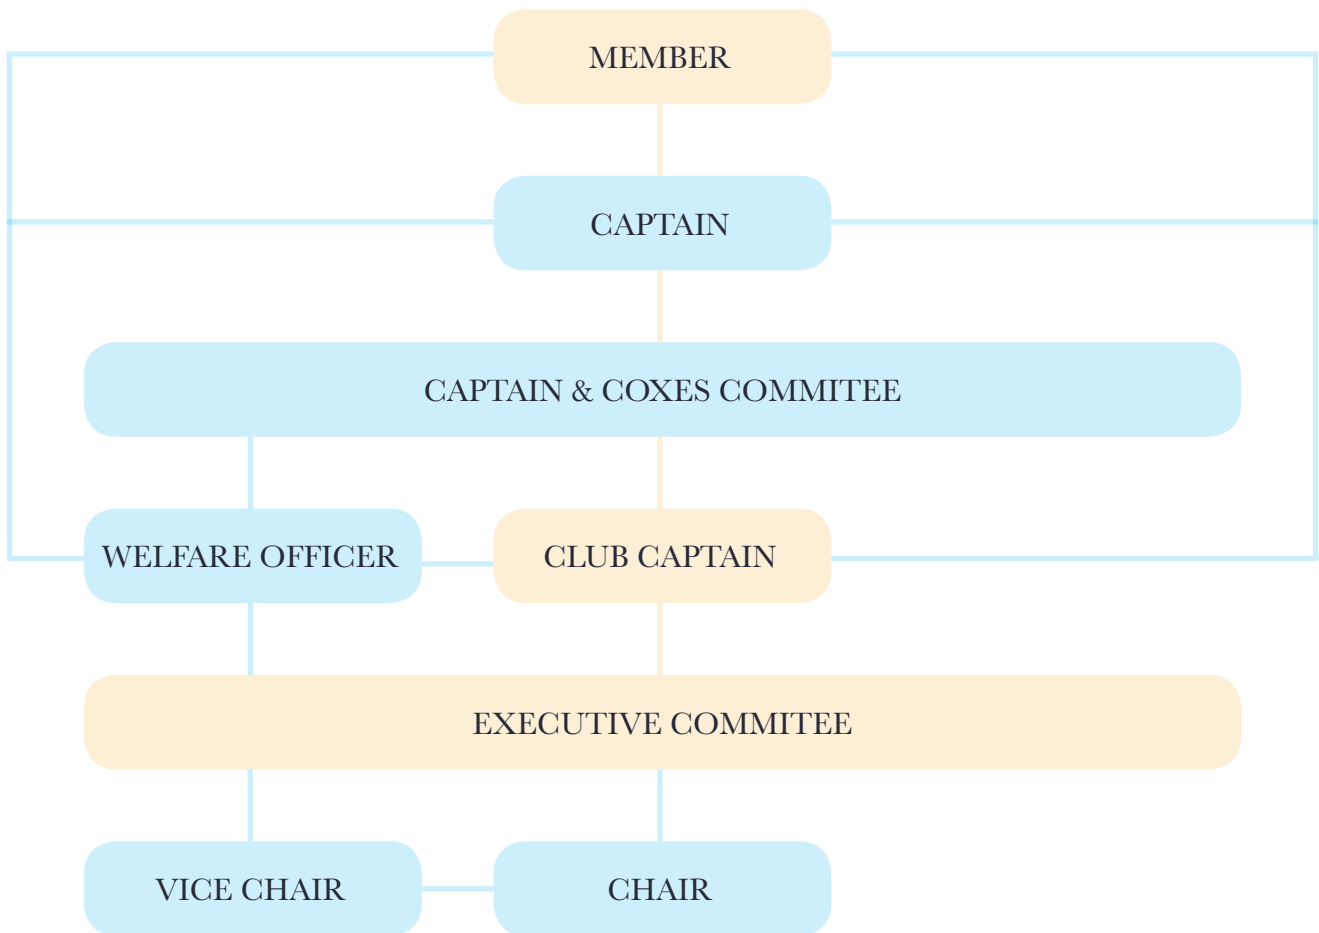 MEMBER
CAPTAIN
CAPTAIN & COXES COMMITEE
WELFARE OFFICER
CLUB CAPTAIN
EXECUTIVE COMMITEE
VICE CHAIR
CHAIR